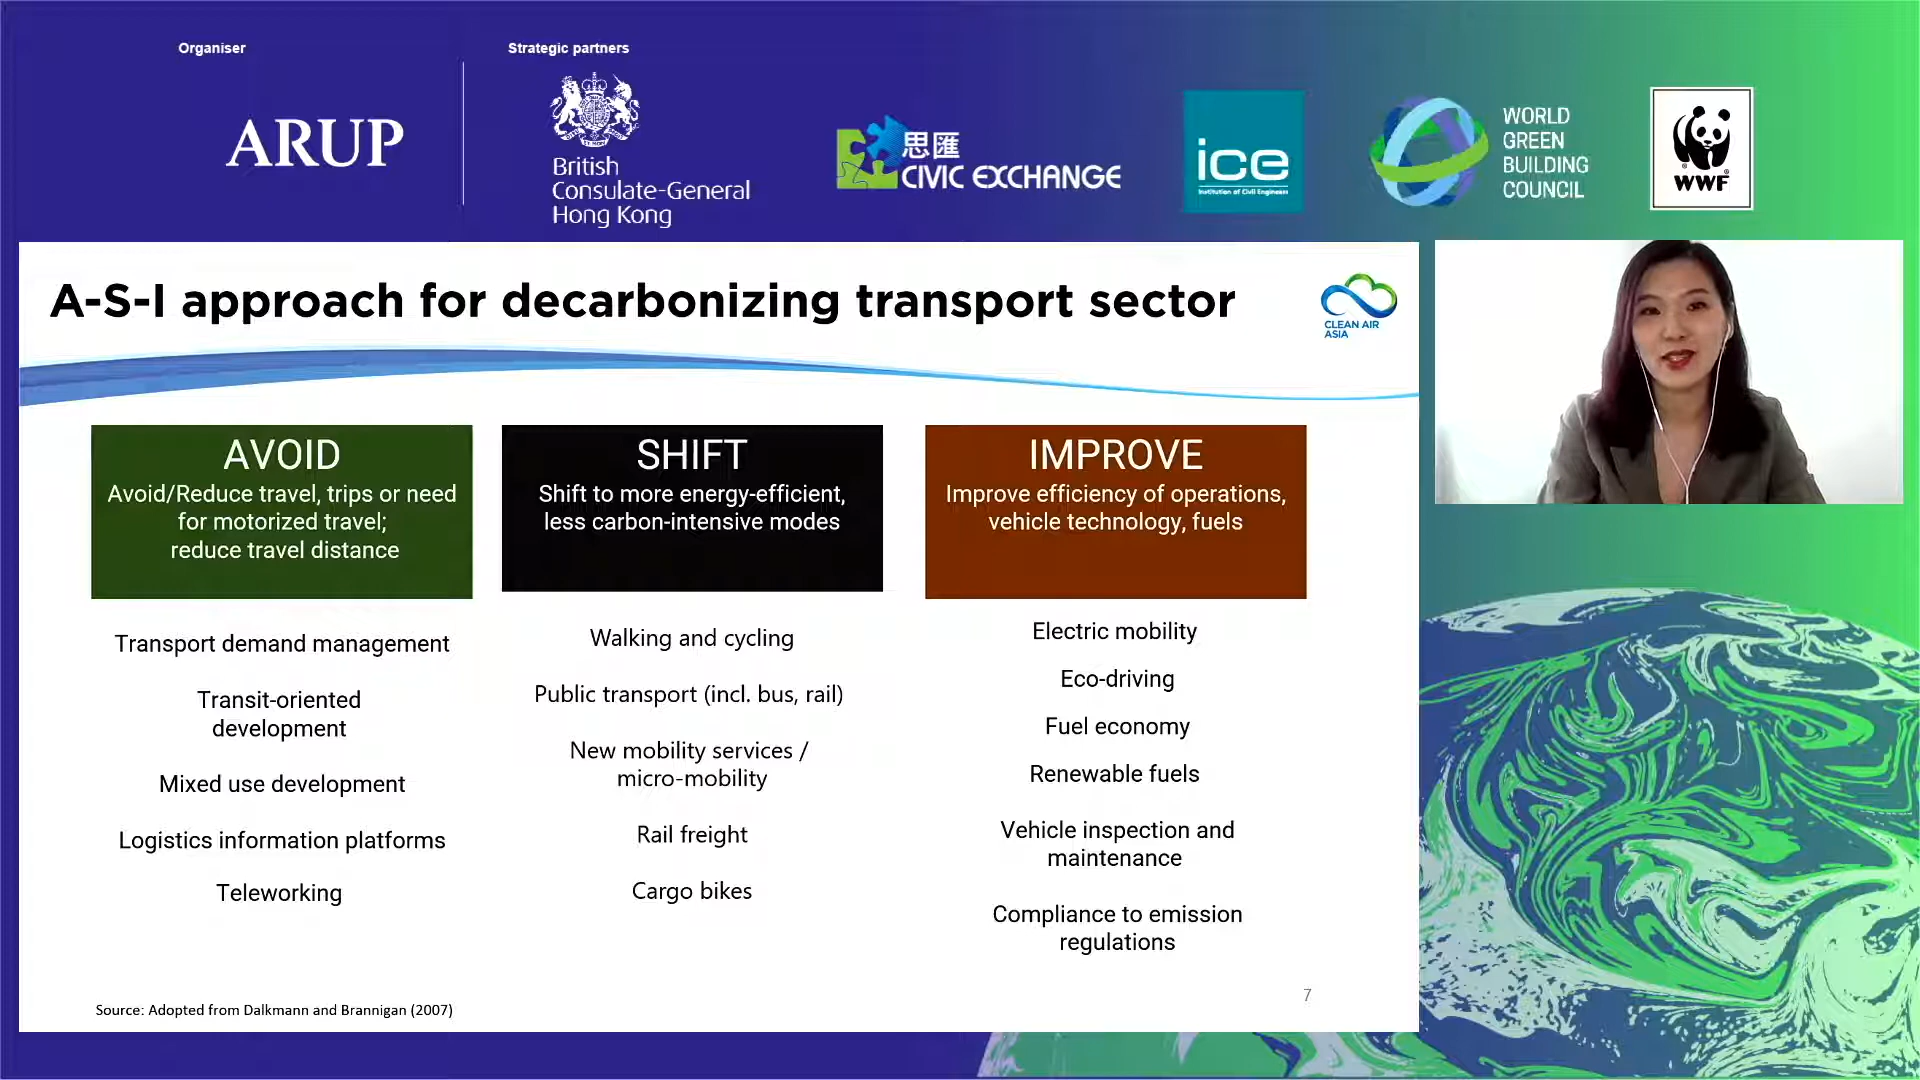 Organiser
Strategic partners
ARUP
British
Consulate-General
Hong Kong
思匯
CIVIC EXCHANGE
ice
Institution of Civil Engineers
WORLD
GREEN
BUILDING
COUNCIL
WWF
A-S-I approach for decarbonizing transport sector
CLEAN AIR
ASIA
AVOID
Avoid/Reduce travel, trips or need
for motorized travel;
reduce travel distance
Transport demand management
Transit-oriented
development
Mixed use development
Logistics information platforms
Teleworking
SHIFT
Shift to more energy-efficient,
less carbon-intensive modes
Walking and cycling
Public transport (incl. bus, rail)
New mobility services /
micro-mobility
Rail freight
Cargo bikes
IMPROVE
Improve efficiency of operations,
vehicle technology, fuels
Electric mobility
Eco-driving
Fuel economy
Renewable fuels
Vehicle inspection and
maintenance
Compliance to emission
regulations
Source: Adopted from Dalkmann and Brannigan (2007)
7